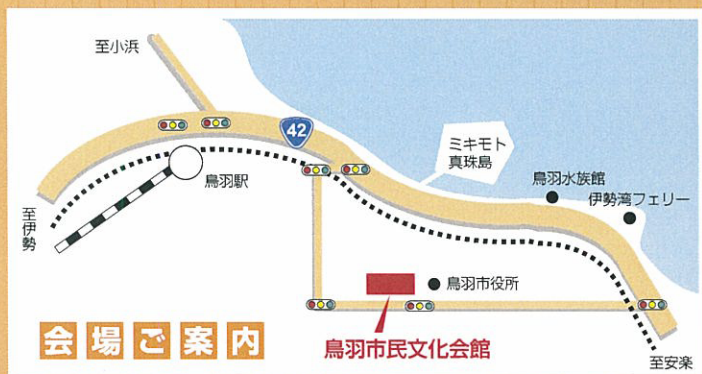 至小浜
42
ミキモト
真珠島
鳥羽駅
鳥羽水族館
伊勢湾フェリー
至伊勢
鳥羽市役所
会場ご案内
鳥羽市民文化会館
至安楽